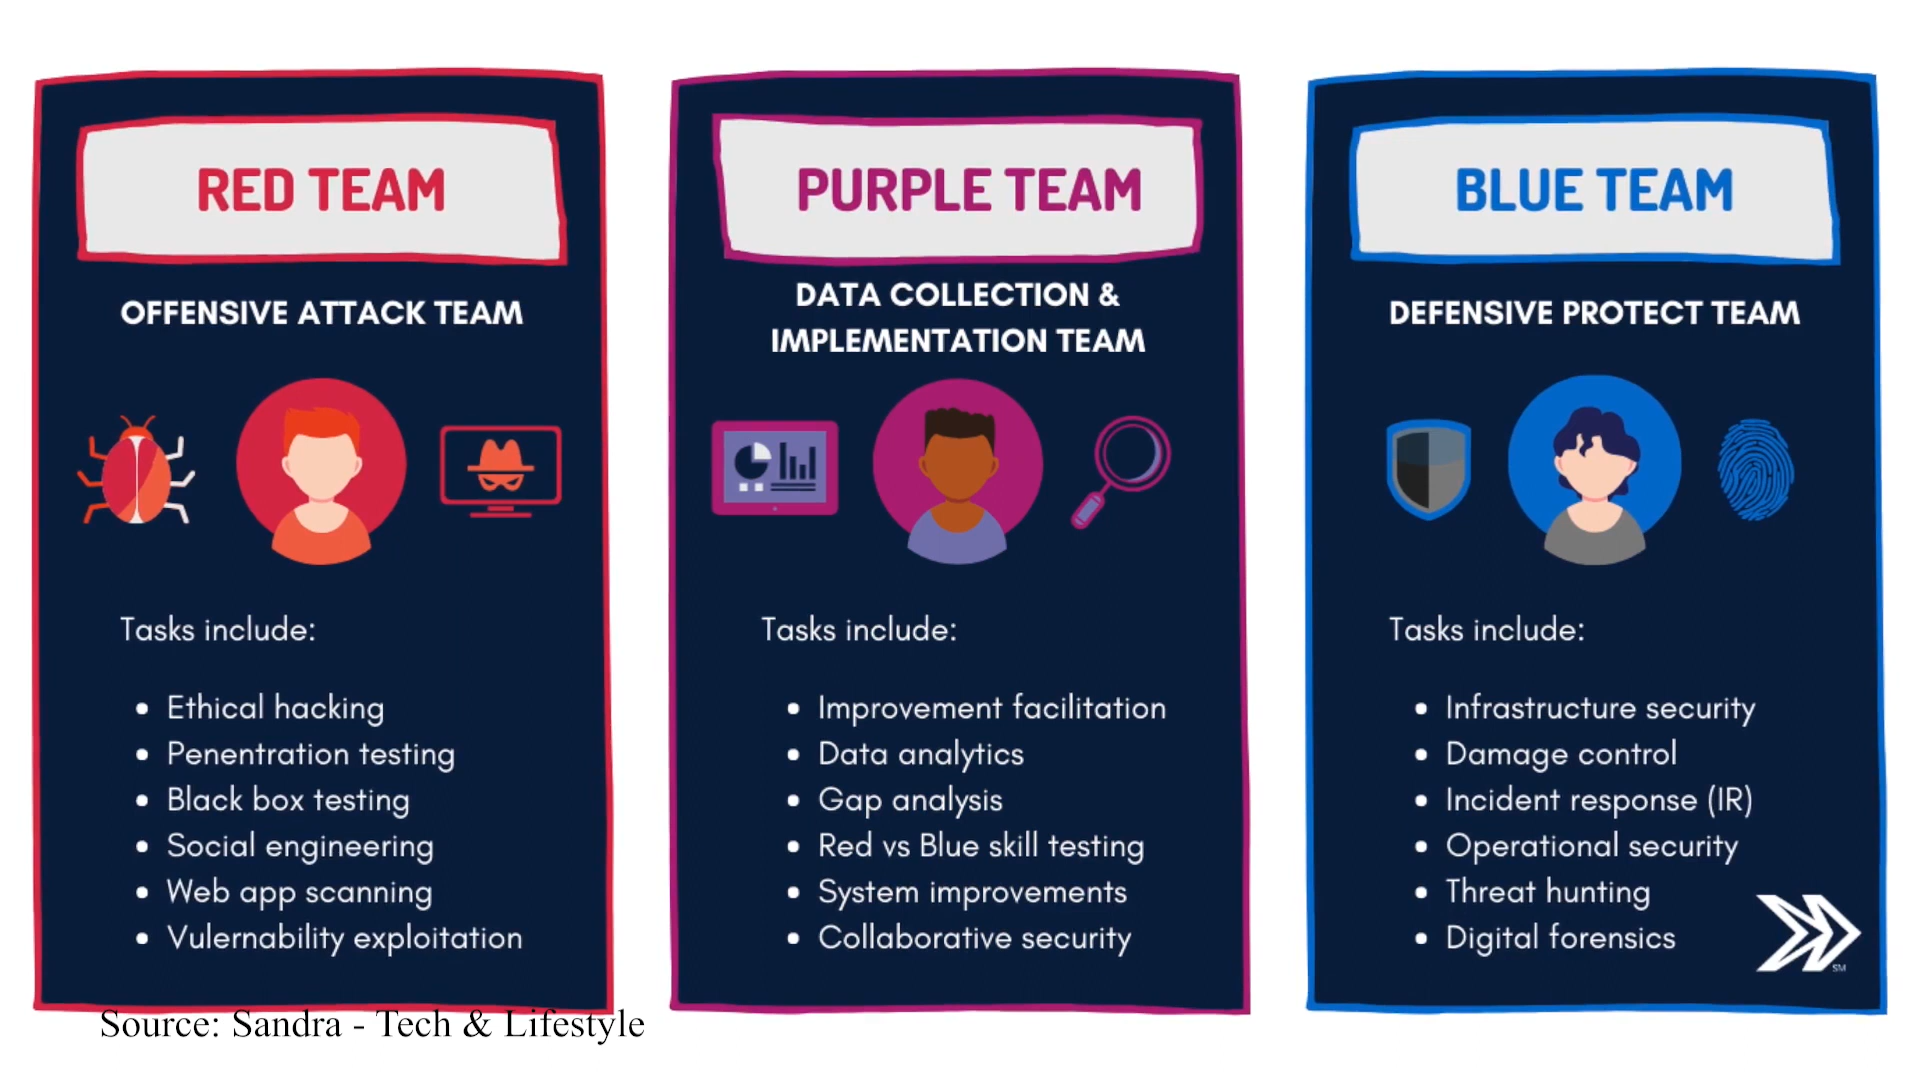 RED TEAM
OFFENSIVE ATTACK TEAM
Tasks include:
Ethical hacking
Penentration testing
Black box testing
Social engineering
Web app scanning
Vulernability exploitation
PURPLE TEAM
DATA COLLECTION &
IMPLEMENTATION TEAM
Tasks include:
Improvement facilitation
Data analytics
Gap analysis
Red vs Blue skill testing
System improvements
Collaborative security
BLUE TEAM
DEFENSIVE PROTECT TEAM
Tasks include:
Infrastructure security
Damage control
Incident response (IR)
Operational security
Threat hunting
Digital forensics
SM
Source: Sandra - Tech & Lifestyle